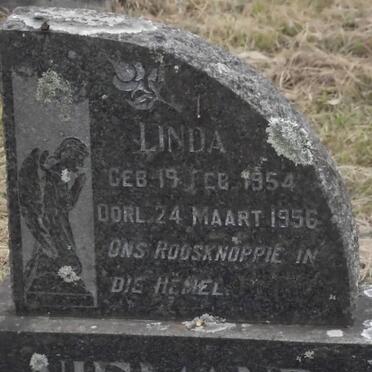 LINDA
GEB. 19 FEB. 1954
OORL. 24 MAART 1956
ONS ROOSKNOPPIE IN
DIE HEMEL.